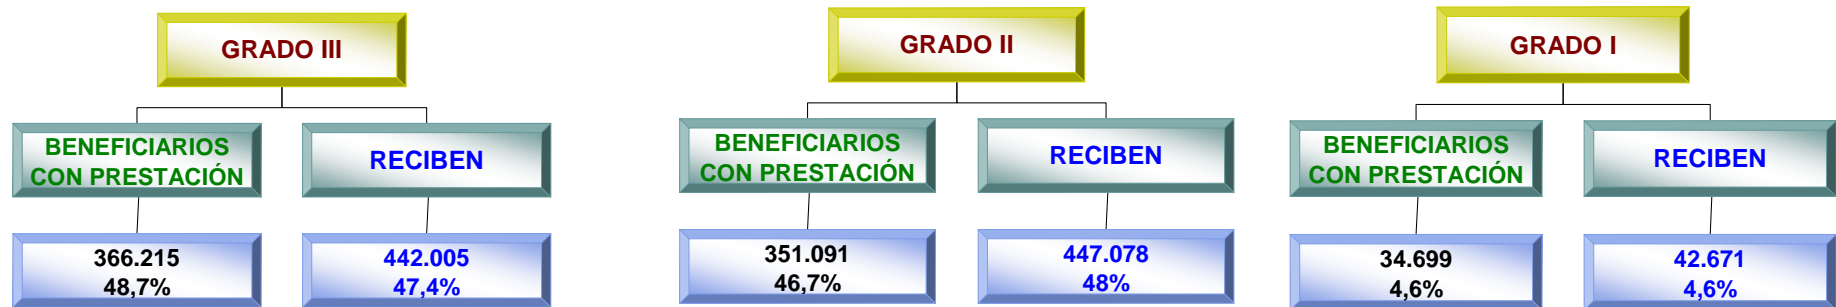 GRADO III
BENEFICIARIOS
CON PRESTACIÓN
RECIBEN
366.215
48,7%
442.005
47,4%
GRADO II
BENEFICIARIOS
CON PRESTACIÓN
RECIBEN
351.091
46,7%
447.078
48%
GRADO I
BENEFICIARIOS
CON PRESTACIÓN
RECIBEN
34.699
4,6%
42.671
4,6%